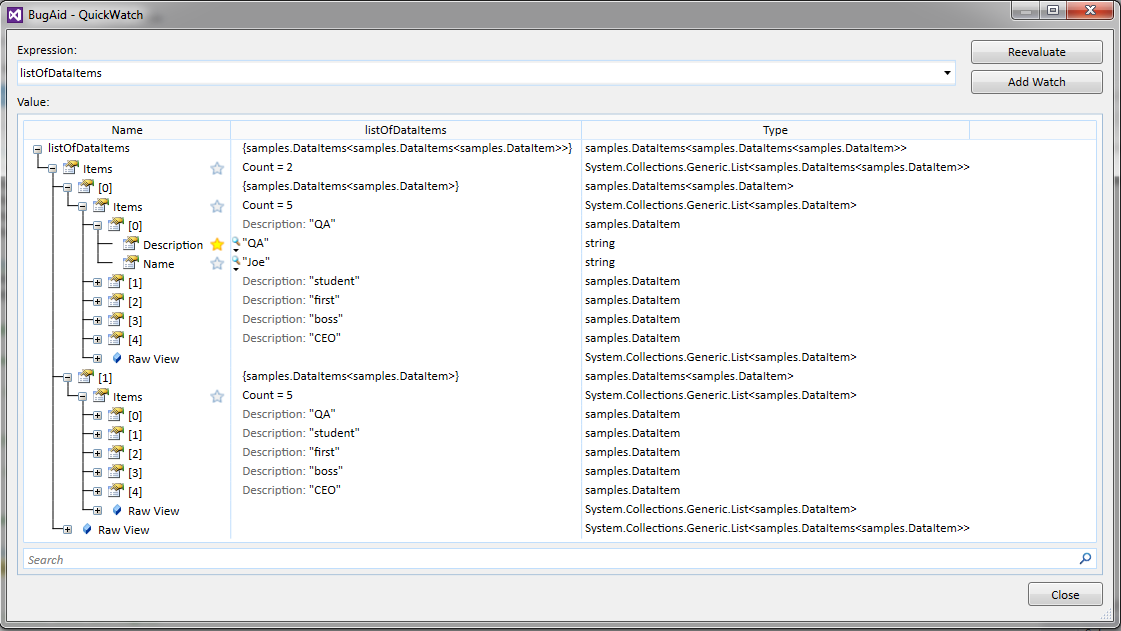 BugAid - QuickWatch
Expression:
listOfDataItems
Reevaluate
Add Watch
Value:
Name listOfDataItems Type
listOfDataItems {samples.DataItems<samples.DataItems<samples.DataItem>>} samples.DataItems<samples.DataItems<samples.DataItem>>
Items Count = 2 System.Collections.Generic.List<samples.DataItems<samples.DataItem>>
[0] {samples.DataItems<samples.DataItem>} samples.DataItems<samples.DataItem>
Items Count = 5 System.Collections.Generic.List<samples.DataItem>
[0] Description: "QA" samples.DataItem
Description "QA" string
Name "Joe" string
[1] Description: "student" samples.DataItem
[2] Description: "first" samples.DataItem
[3] Description: "boss" samples.DataItem
[4] Description: "CEO" samples.DataItem
Raw View System.Collections.Generic.List<samples.DataItem>
[1] {samples.DataItems<samples.DataItem>} samples.DataItems<samples.DataItem>
Items Count = 5 System.Collections.Generic.List<samples.DataItem>
[0] Description: "QA" samples.DataItem
[1] Description: "student" samples.DataItem
[2] Description: "first" samples.DataItem
[3] Description: "boss" samples.DataItem
[4] Description: "CEO" samples.DataItem
Raw View System.Collections.Generic.List<samples.DataItem>
Raw View System.Collections.Generic.List<samples.DataItems<samples.DataItem>>
Search
Close